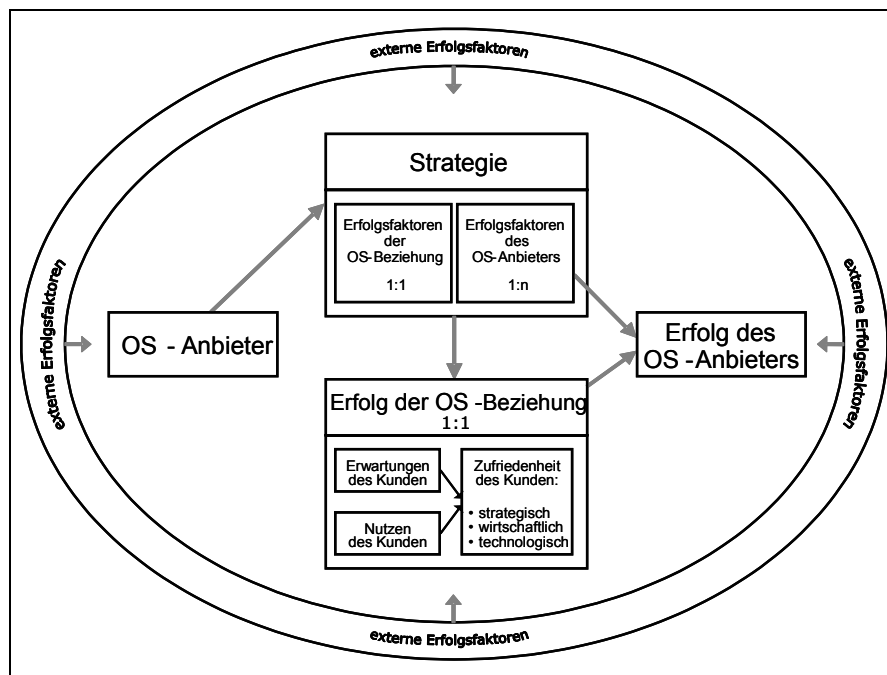 externe Erfolgsfaktoren
Strategie
Erfolgsfaktoren
der
OS-Beziehung
1:1
Erfolgsfaktoren
des
OS-Anbieters
1:n
externe Erfolgsfaktoren
OS - Anbieter
Erfolg des
OS -Anbieters
externe Erfolgsfaktoren
Erfolg der OS -Beziehung
1:1
Erwartungen
des Kunden
Nutzen
des Kunden
Zufriedenheit
des Kunden:
• strategisch
• wirtschaftlich
• technologisch
externe Erfolgsfaktoren